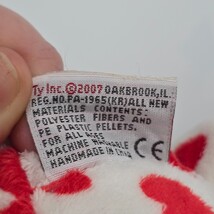 Ty Inc. ©2007 OAKBROOK,IL.
REG.NO.PA-1965(KR)ALL NEW
MATERIALS CONTENTS:
POLYESTER FIBERS AND
PE PLASTIC PELLETS.
FOR ALL AGES
MACHINE WASHABLE
HANDMADE IN CHINA
CE